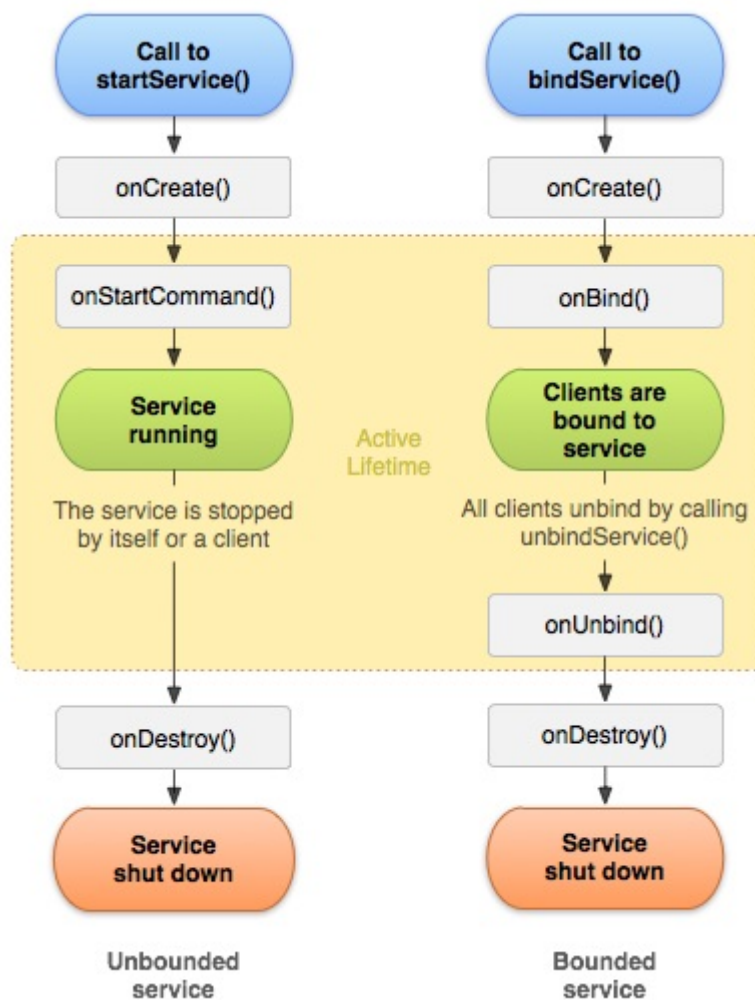 Call to
startService()
onCreate()
onStartCommand()
Service
running
The service is stopped
by itself or a client
onDestroy()
Service
shut down
Unbounded
service
Active
Lifetime
Call to
bindService()
onCreate()
onBind()
Clients are
bound to
service
All clients unbind by calling
unbindService()
onUnbind()
onDestroy()
Service
shut down
Bounded
service